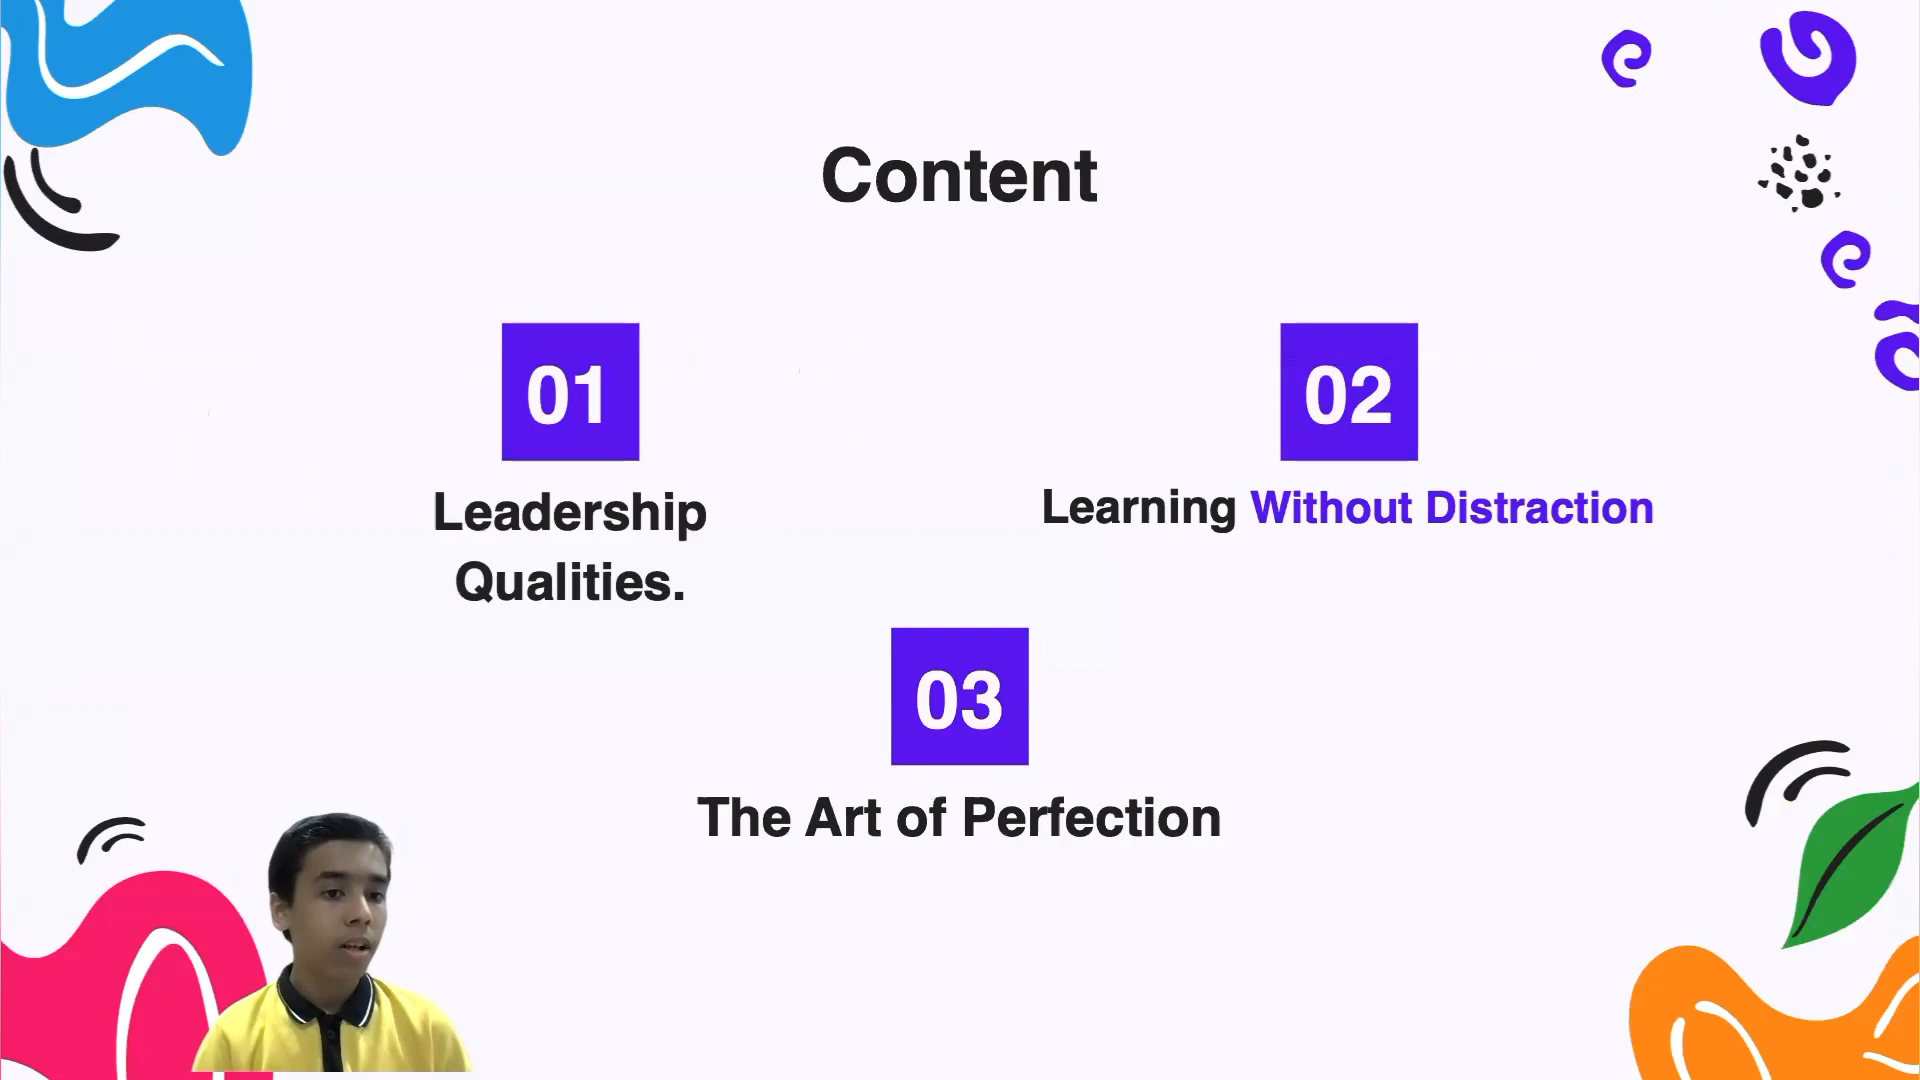 Content
01
Leadership
Qualities.
02
Learning Without Distraction
03
The Art of Perfection